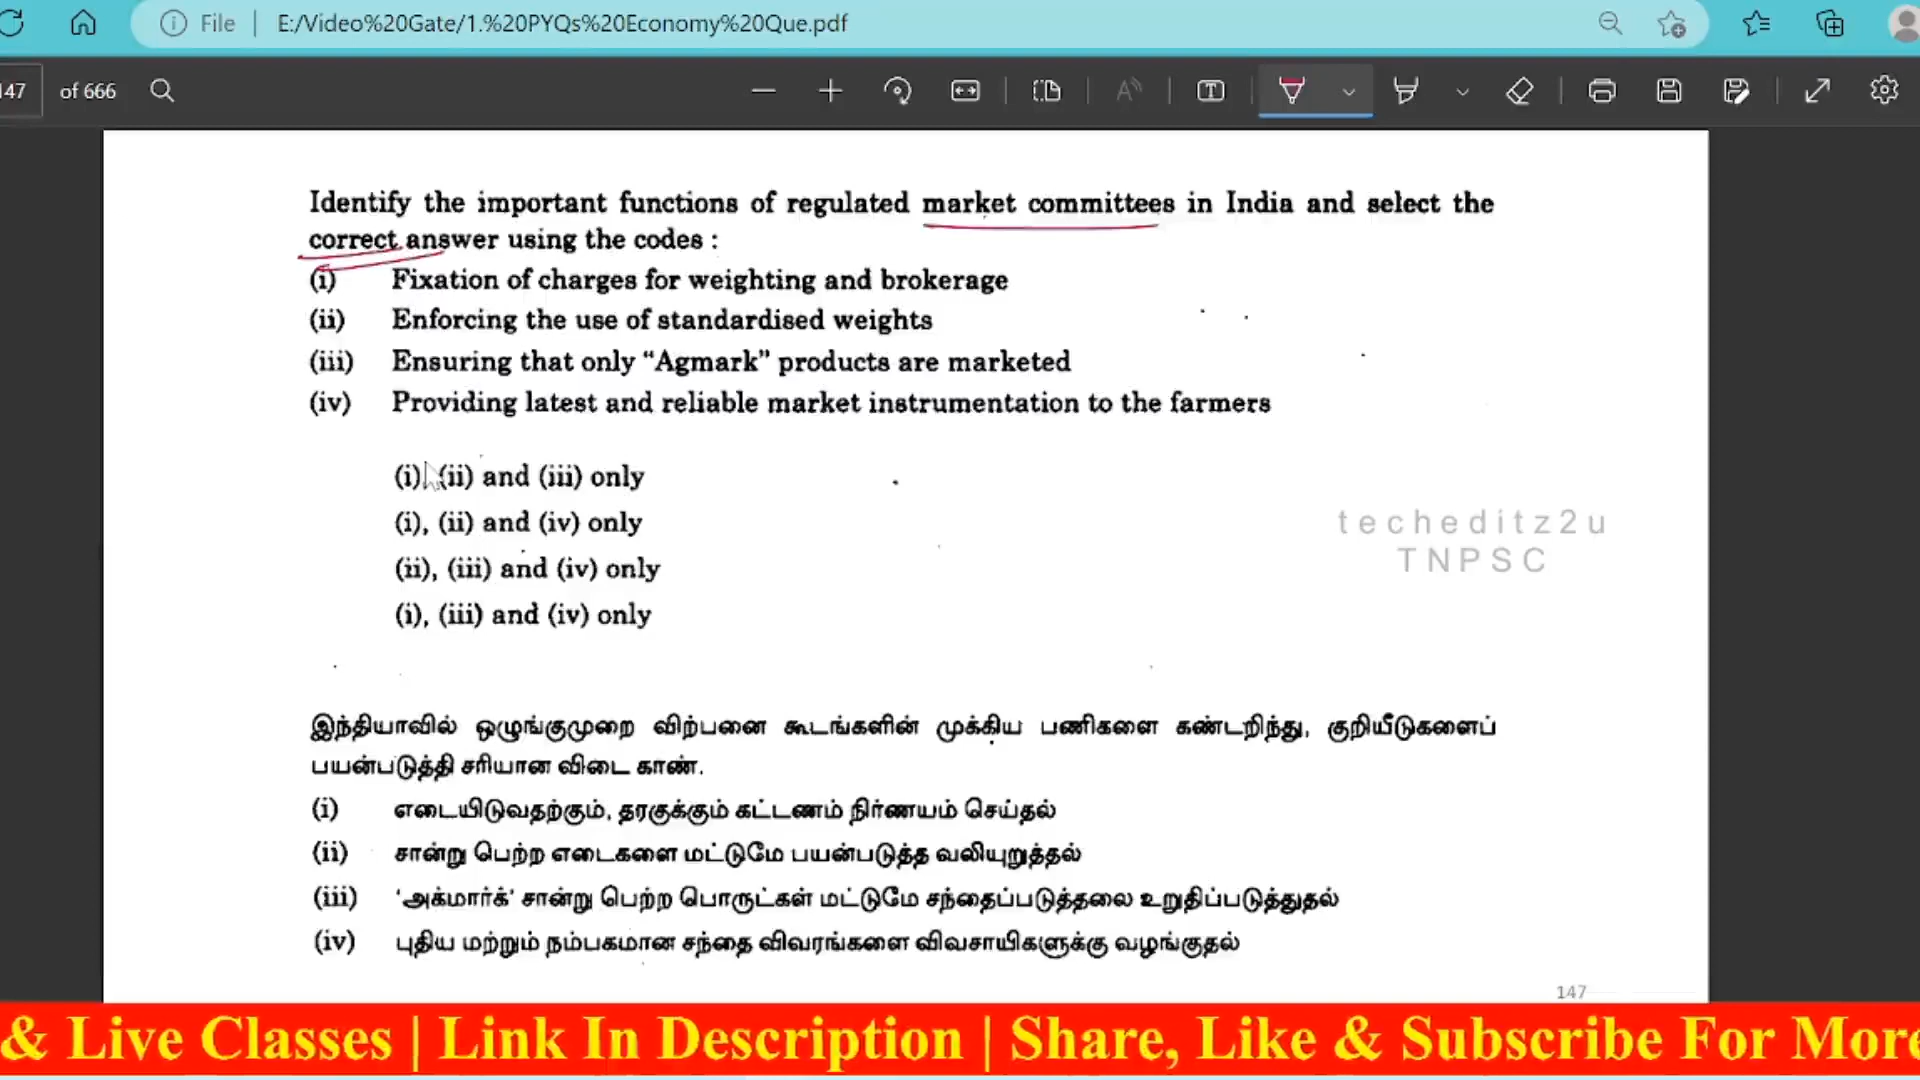 File | E:/Video%20Gate/1.%20PYQs%20Economy%20Que.pdf
147 of 666
Identify the important functions of regulated market committees in India and select the
correct answer using the codes :
(i) Fixation of charges for weighting and brokerage
(ii) Enforcing the use of standardised weights
(iii) Ensuring that only “Agmark” products are marketed
(iv) Providing latest and reliable market instrumentation to the farmers
(i), (ii) and (iii) only
(i), (ii) and (iv) only
(ii), (iii) and (iv) only
(i), (iii) and (iv) only
techeditz2u
TNPSC
இந்தியாவில் ஒழுங்குமுறை விற்பனை கூடங்களின் முக்கிய பணிகளை கண்டறிந்து, குறியீடுகளைப்
பயன்படுத்தி சரியான விடை காண்.
(i) எடையிடுவதற்கும், தரகுக்கும் கட்டணம் நிர்ணயம் செய்தல்
(ii) சான்று பெற்ற எடைகளை மட்டுமே பயன்படுத்த வலியுறுத்தல்
(iii) ‘அக்மார்க்’ சான்று பெற்ற பொருட்கள் மட்டுமே சந்தைப்படுத்தலை உறுதிப்படுத்துதல்
(iv) புதிய மற்றும் நம்பகமான சந்தை விவரங்களை விவசாயிகளுக்கு வழங்குதல்
147
& Live Classes | Link In Description | Share, Like & Subscribe For More